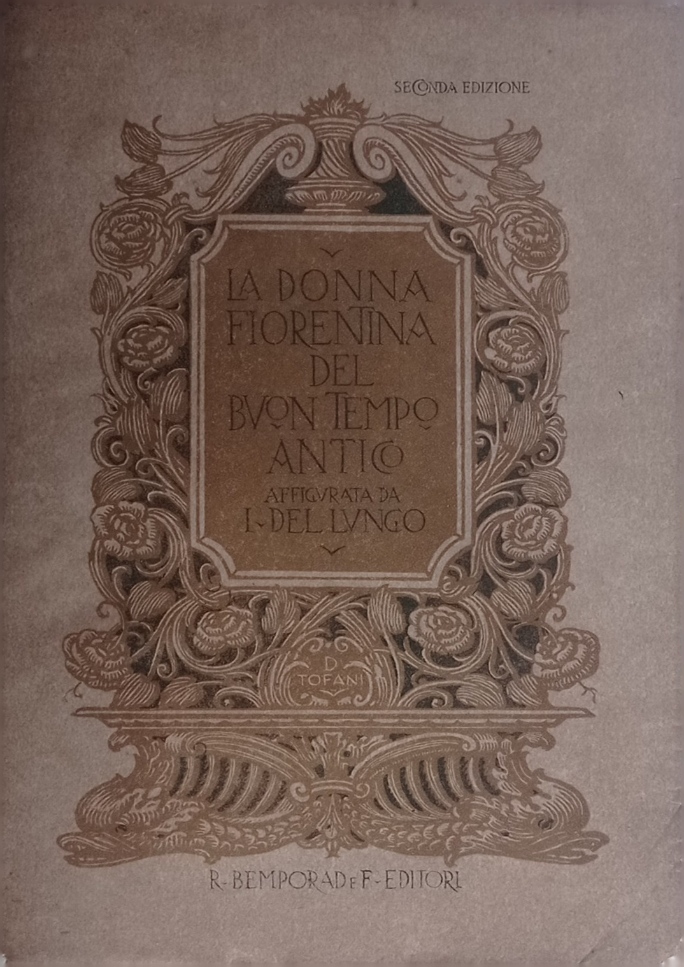 SECONDA EDIZIONE
LA DONNA
FIORENTINA
DEL
BVON TEMPO
ANTICO
AFFIGVRATA DA
I~DEL LVNGO
D
TOFANI
R~BEMPORAD E F~EDITORI